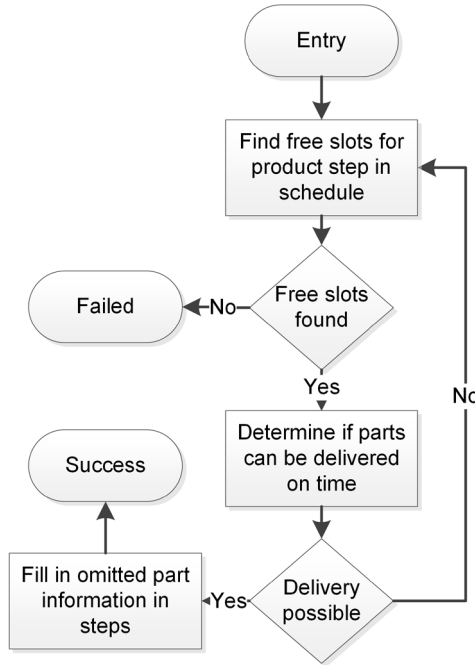 Entry
Find free slots for
product step in
schedule
Free slots
found
No
Failed
Yes
Determine if parts
can be delivered
on time
No
Success
Delivery
possible
Yes
Fill in omitted part
information in
steps